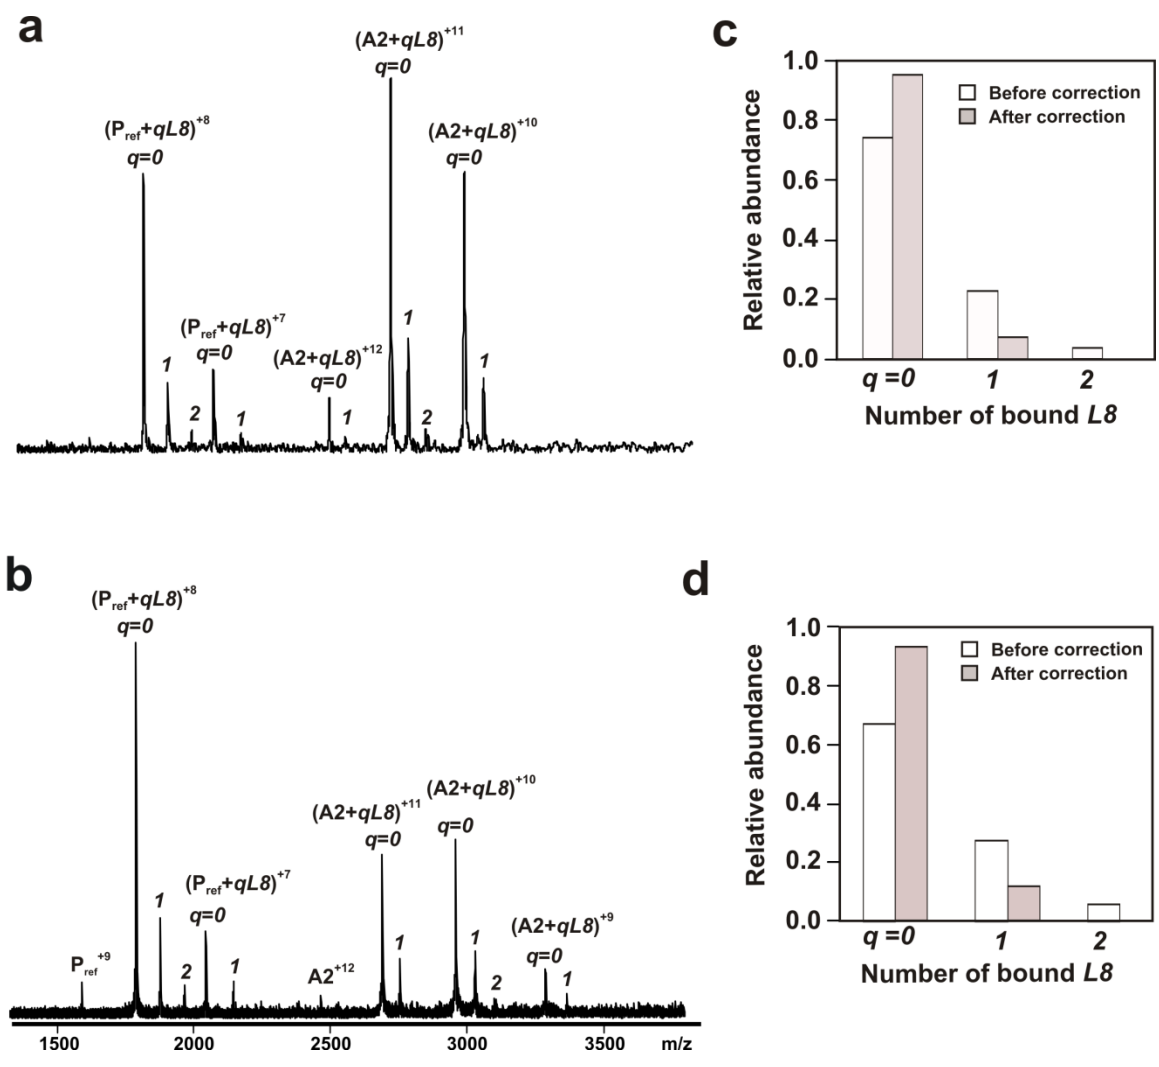 a
(A2+qL8)+11
q=0
(Pref+qL8)+8
q=0
(A2+qL8)+10
q=0
(Pref+qL8)+7
q=0
(A2+qL8)+12
q=0
1
2
1
1
1
2
1
c
Relative abundance
1.0
0.8
0.6
0.4
0.2
0.0
Before correction
After correction
q =0
1
2
Number of bound L8
b
(Pref+qL8)+8
q=0
Pref+9
1
2
(Pref+qL8)+7
q=0
1
A2+12
(A2+qL8)+11
q=0
1
(A2+qL8)+10
q=0
1
2
(A2+qL8)+9
q=0
1
1500
2000
2500
3000
3500
m/z
d
Relative abundance
1.0
0.8
0.6
0.4
0.2
0.0
Before correction
After correction
q =0
1
2
Number of bound L8